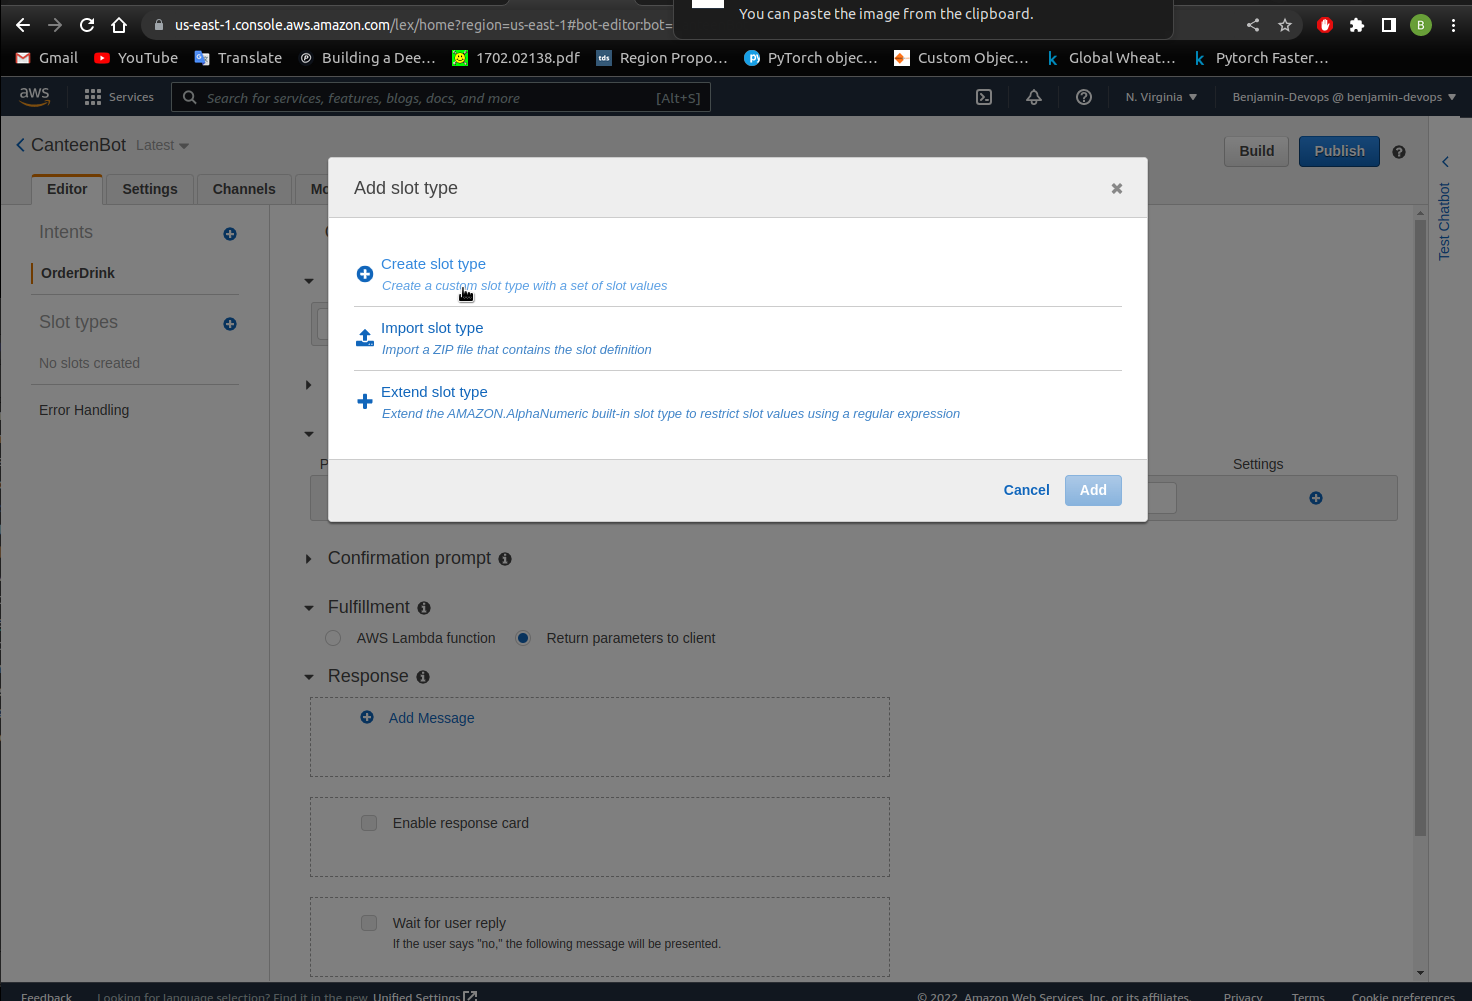 You can paste the image from the clipboard.
us-east-1.console.aws.amazon.com/lex/home?region=us-east-1#bot-editor:bot=
B
Gmail YouTube Translate Building a Dee... 1702.02138.pdf tds Region Propo... PyTorch objec... Custom Objec... k Global Wheat... k Pytorch Faster...
aws Services Search for services, features, blogs, docs, and more [Alt+S] N. Virginia Benjamin-Devops @ benjamin-devops
CanteenBot Latest Build Publish
Editor Settings Channels Mo
Test Chatbot
Add slot type
Intents
OrderDrink
Slot types
No slots created
Error Handling
Create slot type
Create a custom slot type with a set of slot values
Import slot type
Import a ZIP file that contains the slot definition
Extend slot type
Extend the AMAZON.AlphaNumeric built-in slot type to restrict slot values using a regular expression
P Settings
Cancel Add
Confirmation prompt
Fulfillment
AWS Lambda function Return parameters to client
Response
Add Message
Enable response card
Wait for user reply
If the user says "no," the following message will be presented.
Feedback Looking for language selection? Find it in the new Unified Settings © 2022, Amazon Web Services, Inc. or its affiliates. Privacy Terms Cookie preferences